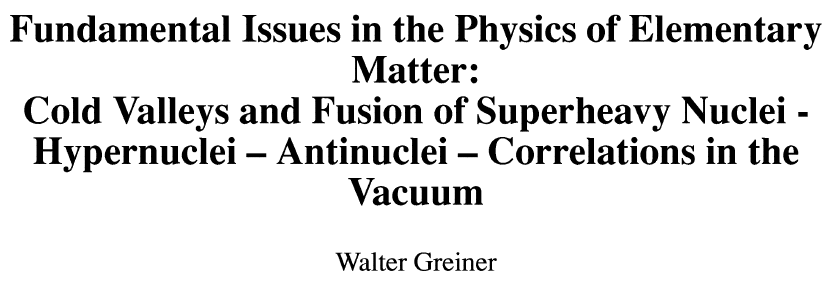 Fundamental Issues in the Physics of Elementary
Matter:
Cold Valleys and Fusion of Superheavy Nuclei -
Hypernuclei – Antinuclei – Correlations in the
Vacuum
Walter Greiner